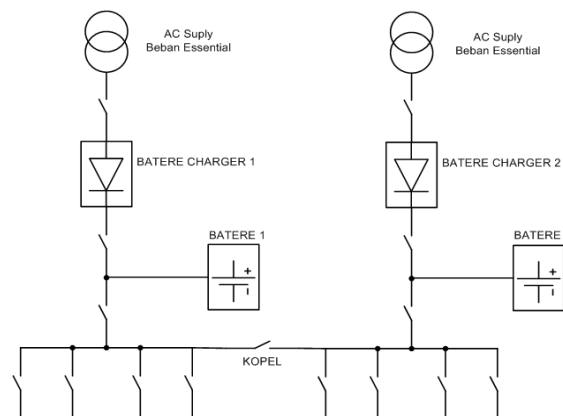 AC Suply
Beban Essential
AC Suply
Beban Essential
BATERE CHARGER 1
BATERE CHARGER 2
BATERE 1
+
-
BATERE
+
-
KOPEL